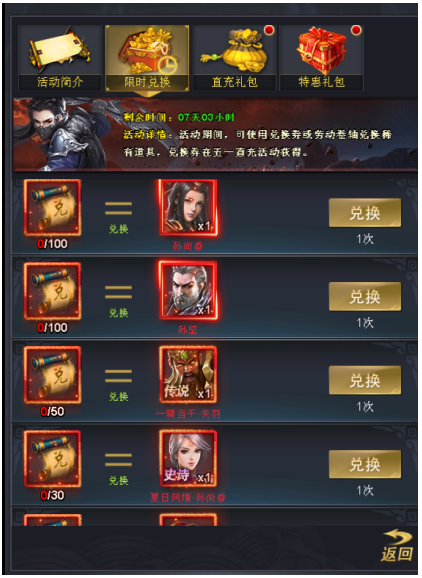 活动简介
限时兑换
直充礼包
特惠礼包
剩余时间：07天03小时
活动详情：活动期间，可使用兑换券或劳动卷轴兑换稀
有道具，兑换券在五一直充活动获得。
兑
0/100
兑换
x1
孙尚香
兑换
1次
兑
0/100
兑换
x1
孙坚
兑换
1次
兑
0/50
兑换
传说 x1
一骑当千·关羽
兑换
1次
兑
0/30
兑换
史诗 x1
夏日风情·孙尚香
兑换
1次
返回